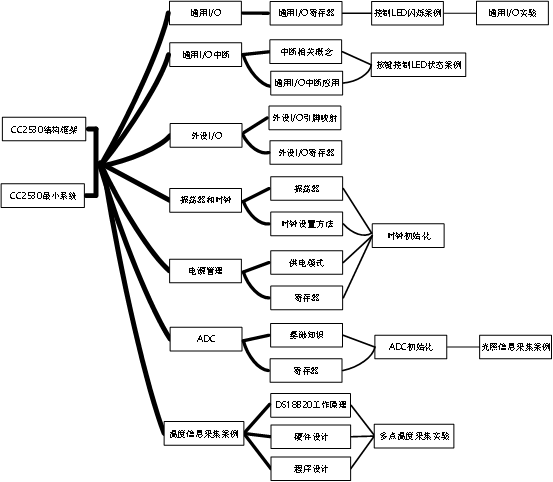 通用I/O
通用I/O寄存器
控制LED闪烁案例
通用I/O实验
通用I/O中断
中断相关概念
通用I/O中断应用
按键控制LED状态案例
CC2530结构框架
CC2530最小系统
外设I/O
外设I/O引脚映射
外设I/O寄存器
振荡器和时钟
振荡器
时钟设置方法
时钟初始化
电源管理
供电模式
寄存器
ADC
基础知识
寄存器
ADC初始化
光照信息采集案例
温度信息采集案例
DS18B20工作原理
硬件设计
程序设计
多点温度采集实验